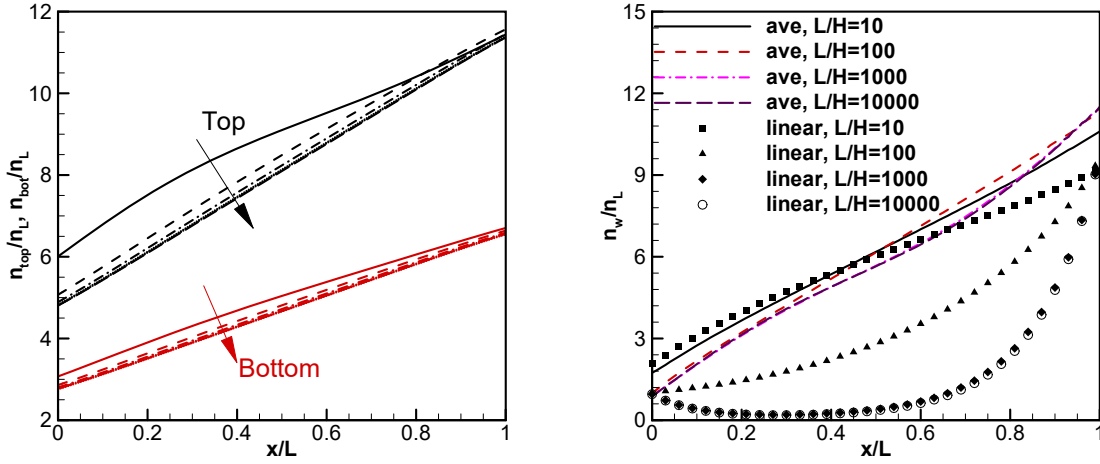 12
10
8
6
4
2
n_top/n_L, n_bot/n_L
Top
Bottom
0
0.2
0.4
0.6
0.8
1
x/L
15
12
9
6
3
0
n_w/n_L
ave, L/H=10
ave, L/H=100
ave, L/H=1000
ave, L/H=10000
linear, L/H=10
linear, L/H=100
linear, L/H=1000
linear, L/H=10000
0
0.2
0.4
0.6
0.8
1
x/L